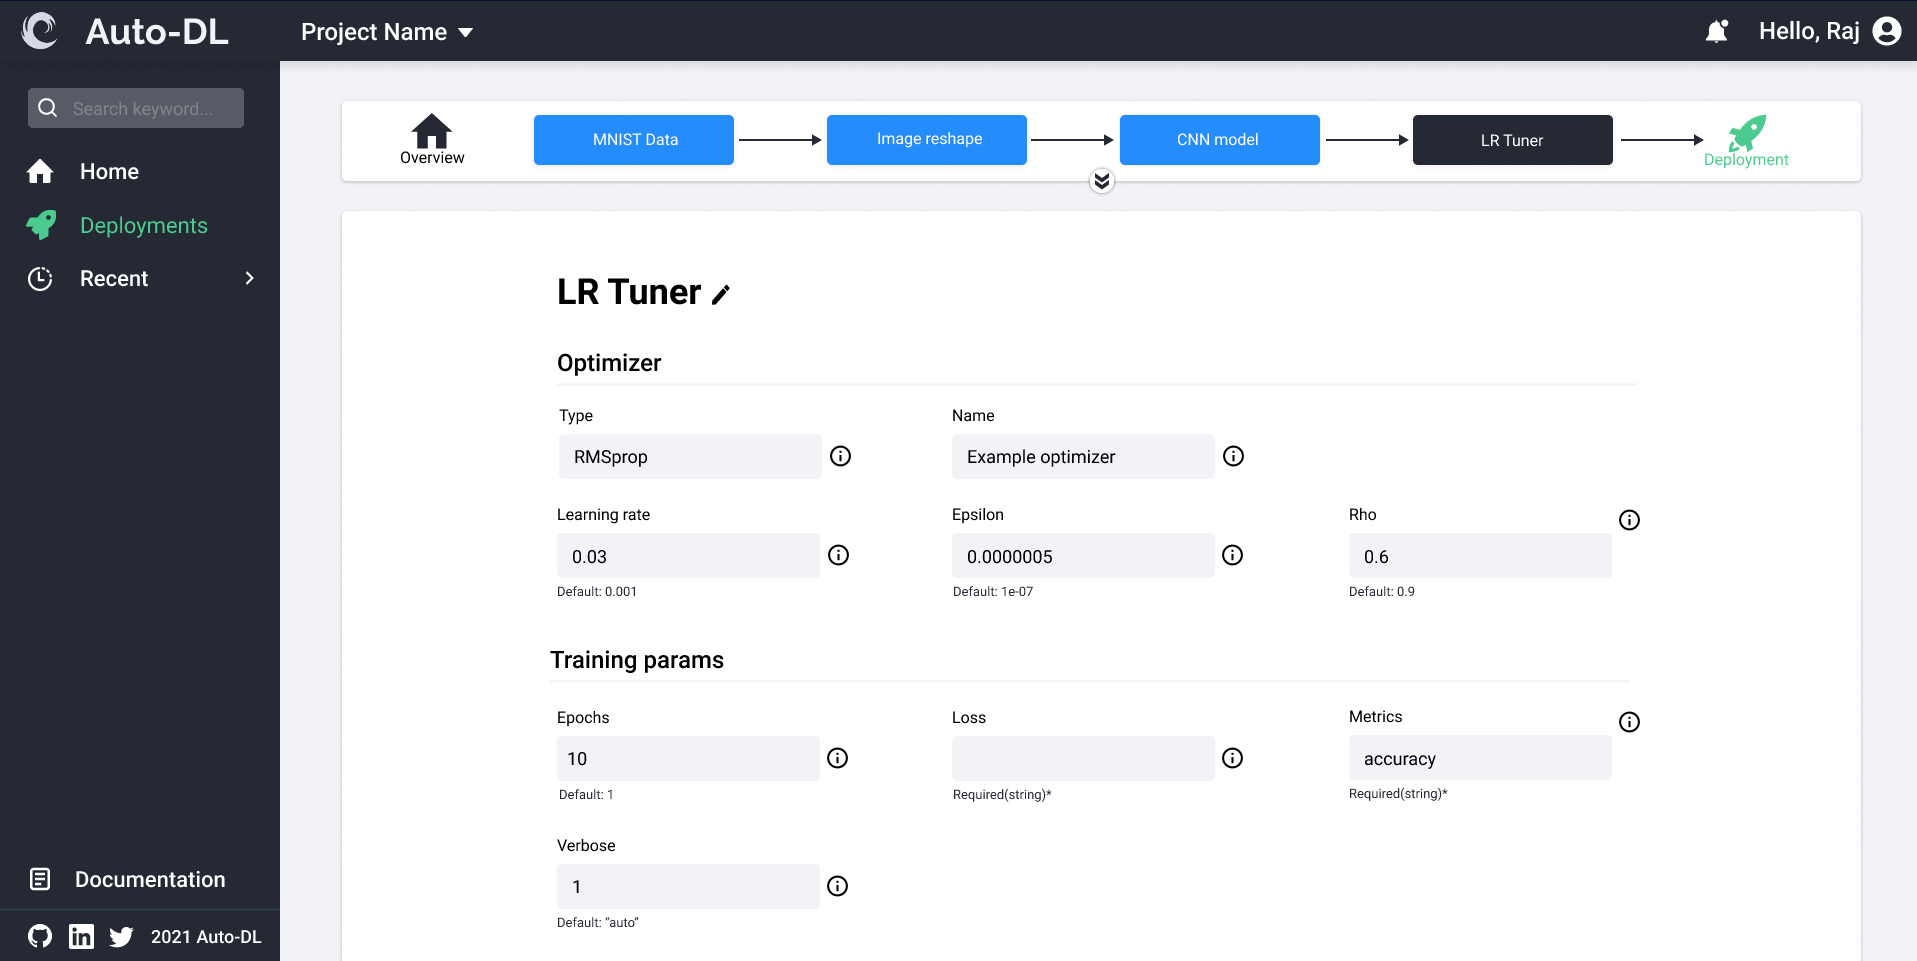 Auto-DL
Project Name
Hello, Raj
Search keyword...
Home
Deployments
Recent
Documentation
2021 Auto-DL
Overview
MNIST Data
Image reshape
CNN model
LR Tuner
Deployment
LR Tuner
Optimizer
Type
Name
RMSprop
Example optimizer
Learning rate
Epsilon
Rho
0.03
0.0000005
0.6
Default: 0.001
Default: 1e-07
Default: 0.9
Training params
Epochs
Loss
Metrics
10
accuracy
Default: 1
Required(string)*
Required(string)*
Verbose
1
Default: “auto”